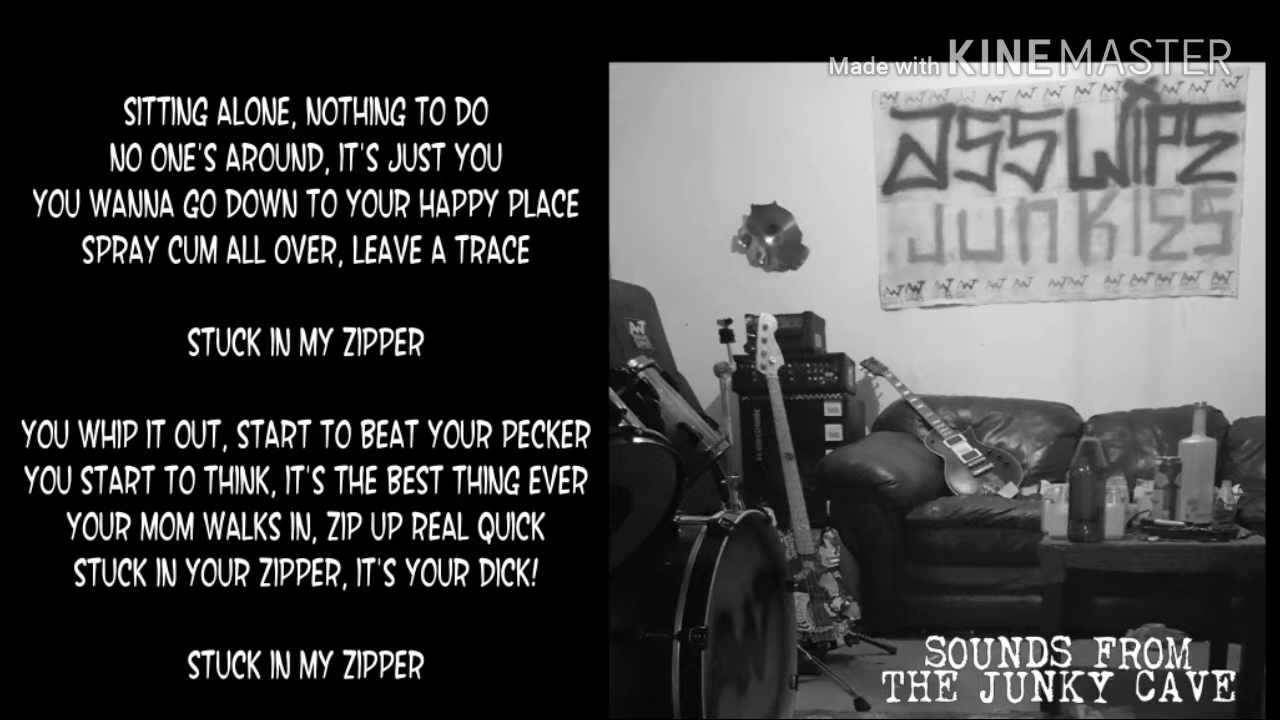 Made with KINEMASTER
SITTING ALONE, NOTHING TO DO
NO ONE'S AROUND, IT'S JUST YOU
YOU WANNA GO DOWN TO YOUR HAPPY PLACE
SPRAY CUM ALL OVER, LEAVE A TRACE
STUCK IN MY ZIPPER
YOU WHIP IT OUT, START TO BEAT YOUR PECKER
YOU START TO THINK, IT'S THE BEST THING EVER
YOUR MOM WALKS IN, ZIP UP REAL QUICK
STUCK IN YOUR ZIPPER, IT'S YOUR DICK!
STUCK IN MY ZIPPER
ASSWIPE
JUNKIES
SOUNDS FROM
THE JUNKY CAVE